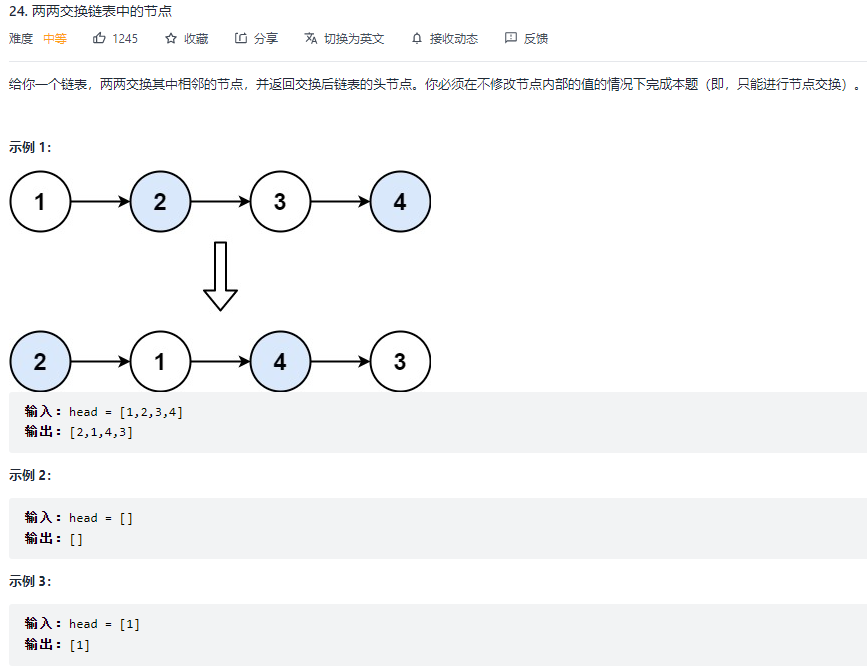 24. 两两交换链表中的节点
难度 中等 1245 收藏 分享 切换为英文 接收动态 反馈
给你一个链表，两两交换其中相邻的节点，并返回交换后链表的头节点。你必须在不修改节点内部的值的情况下完成本题（即，只能进行节点交换）。
示例 1：
1 2 3 4
2 1 4 3
输入：head = [1,2,3,4]
输出：[2,1,4,3]
示例 2：
输入：head = []
输出：[]
示例 3：
输入：head = [1]
输出：[1]